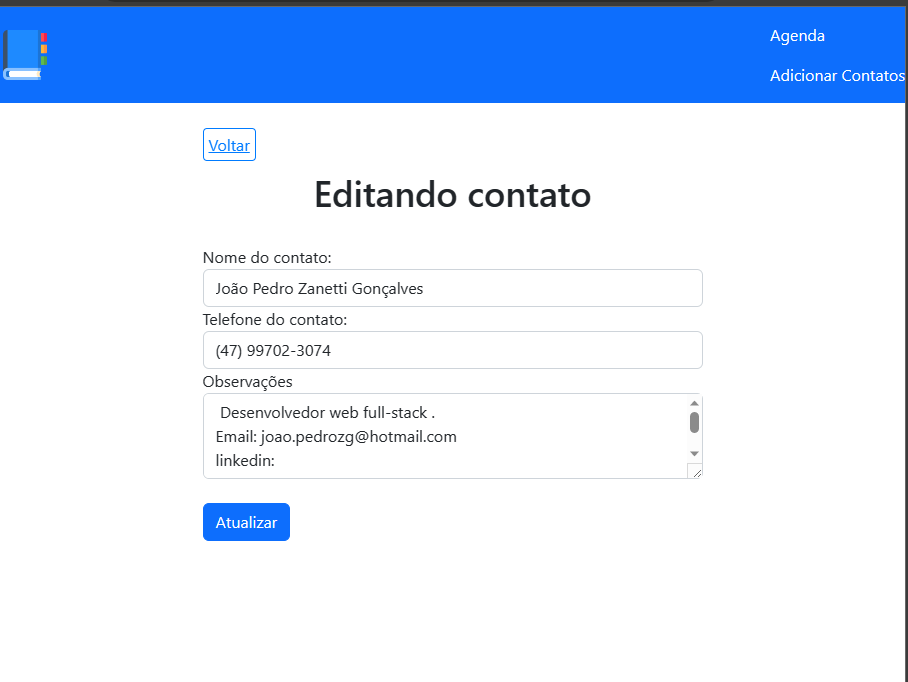 Agenda
Adicionar Contatos
Voltar
Editando contato
Nome do contato:
João Pedro Zanetti Gonçalves
Telefone do contato:
(47) 99702-3074
Observações
Desenvolvedor web full-stack .
Email: joao.pedrozg@hotmail.com
linkedin:
Atualizar